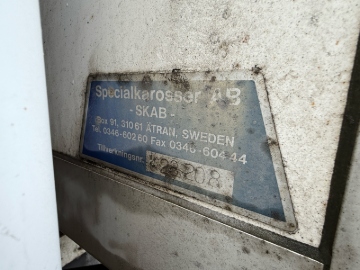 Specialkarosser AB
- SKAB -
Box 91, 310 61 ÄTRAN, SWEDEN
Tel. 0346-602 60 Fax 0346-604 44
Tillverkningsnr.